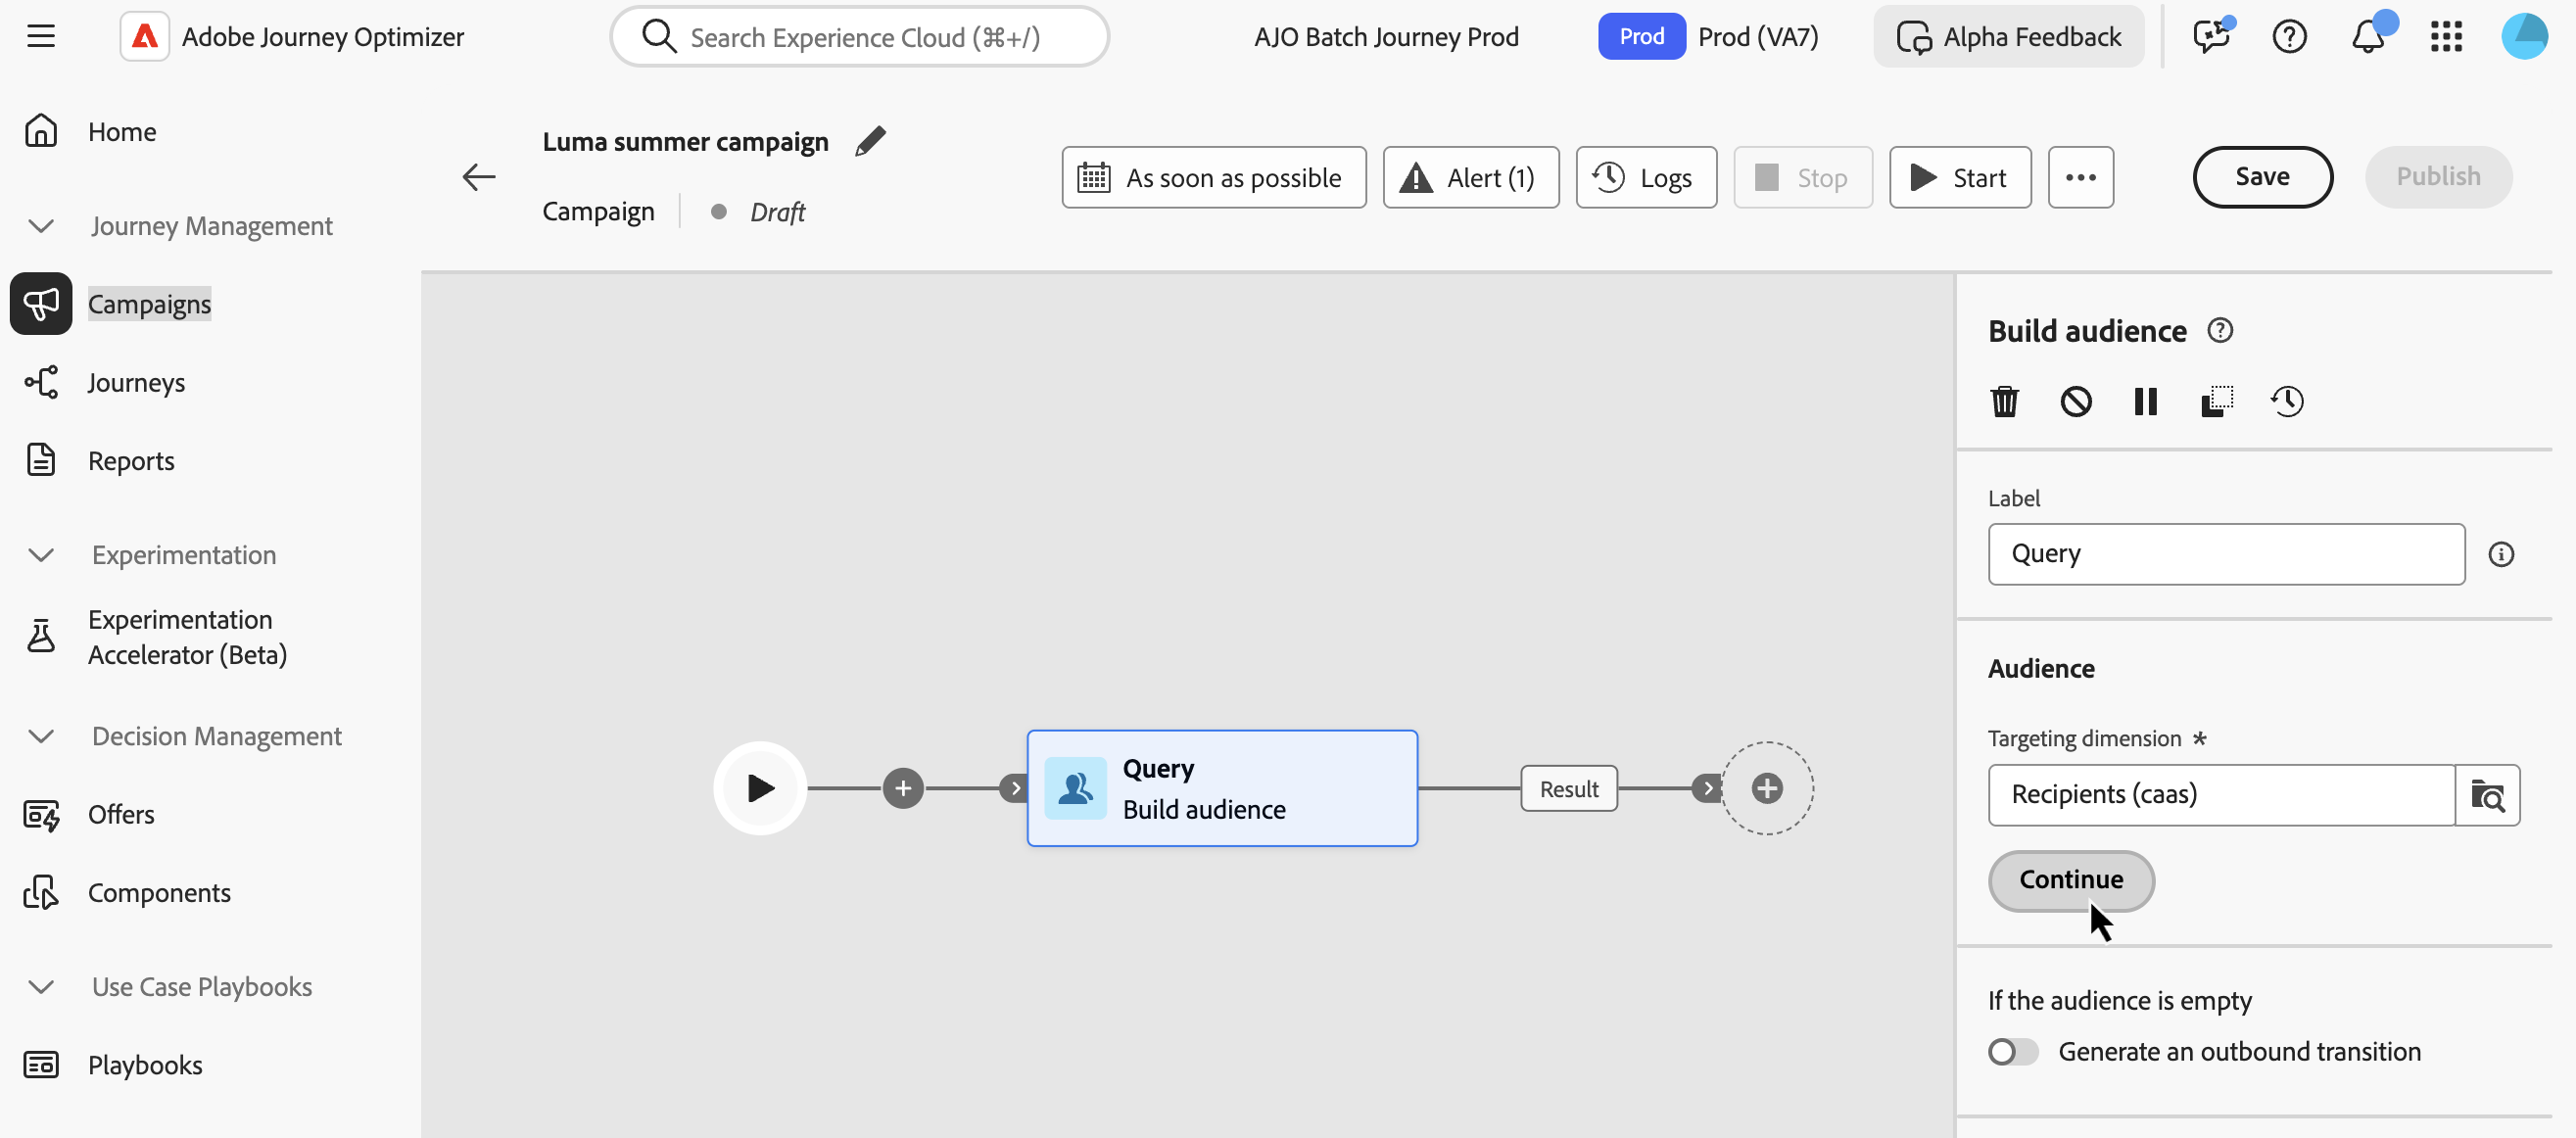 Adobe Journey Optimizer
Search Experience Cloud (⌘+/)
AJO Batch Journey Prod
Prod
Prod (VA7)
Alpha Feedback
Home
Journey Management
Campaigns
Journeys
Reports
Experimentation
Experimentation
Accelerator (Beta)
Decision Management
Offers
Components
Use Case Playbooks
Playbooks
Luma summer campaign
Campaign
Draft
As soon as possible
Alert (1)
Logs
Stop
Start
Save
Publish
Query
Build audience
Result
Build audience
Label
Query
Audience
Targeting dimension *
Recipients (caas)
Continue
If the audience is empty
Generate an outbound transition